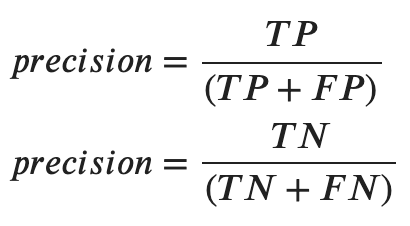 precision = TP / (TP + FP)
precision = TN / (TN + FN)